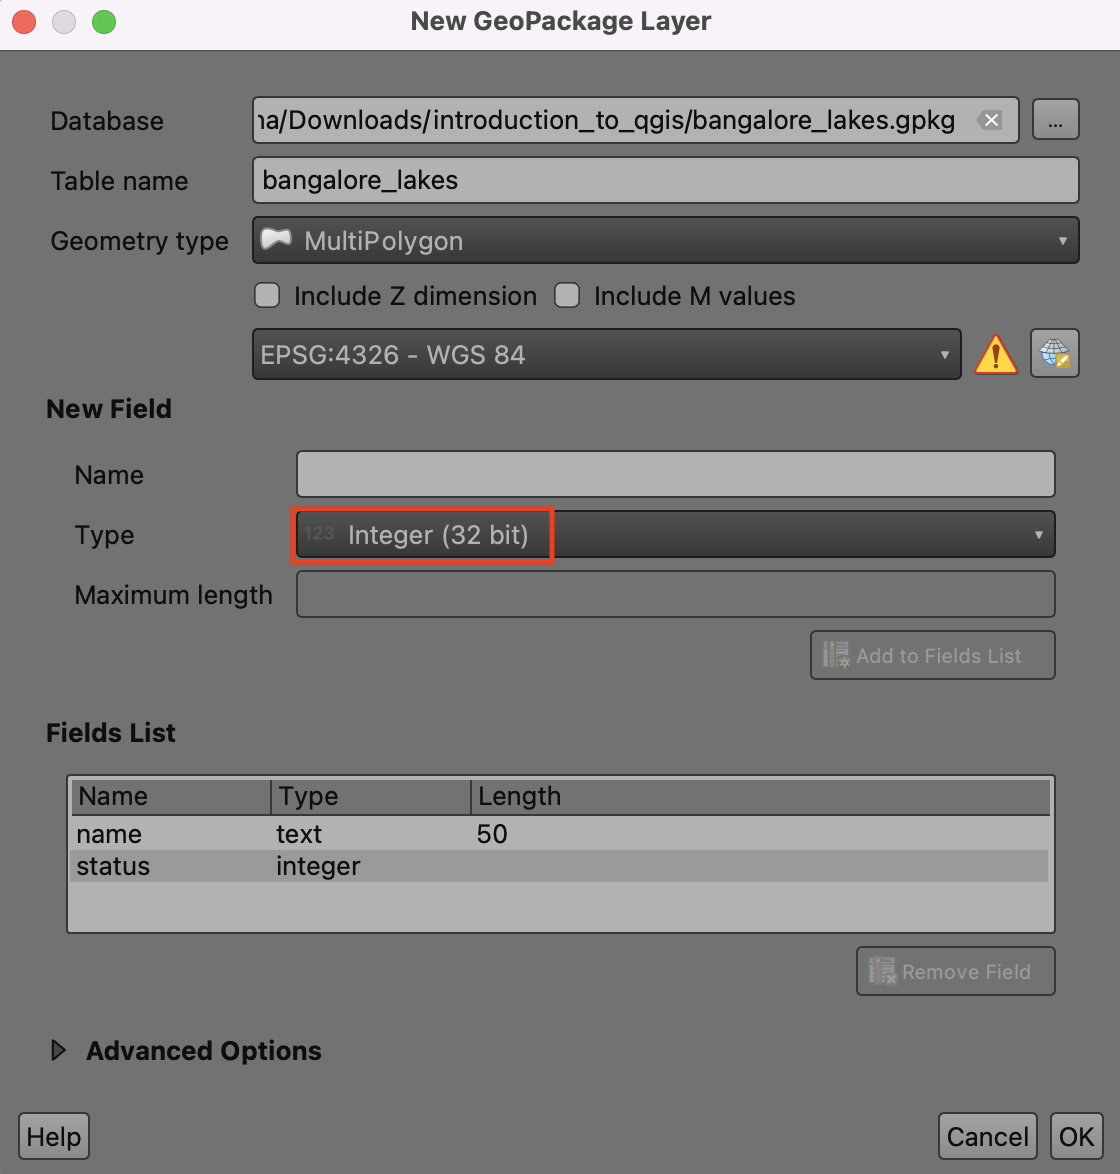 New GeoPackage Layer
Database
na/Downloads/introduction_to_qgis/bangalore_lakes.gpkg
...
Table name
bangalore_lakes
Geometry type
MultiPolygon
Include Z dimension
Include M values
EPSG:4326 - WGS 84
New Field
Name
Type
123 Integer (32 bit)
Maximum length
Add to Fields List
Fields List
Name Type Length
name text 50
status integer
Remove Field
Advanced Options
Help Cancel OK